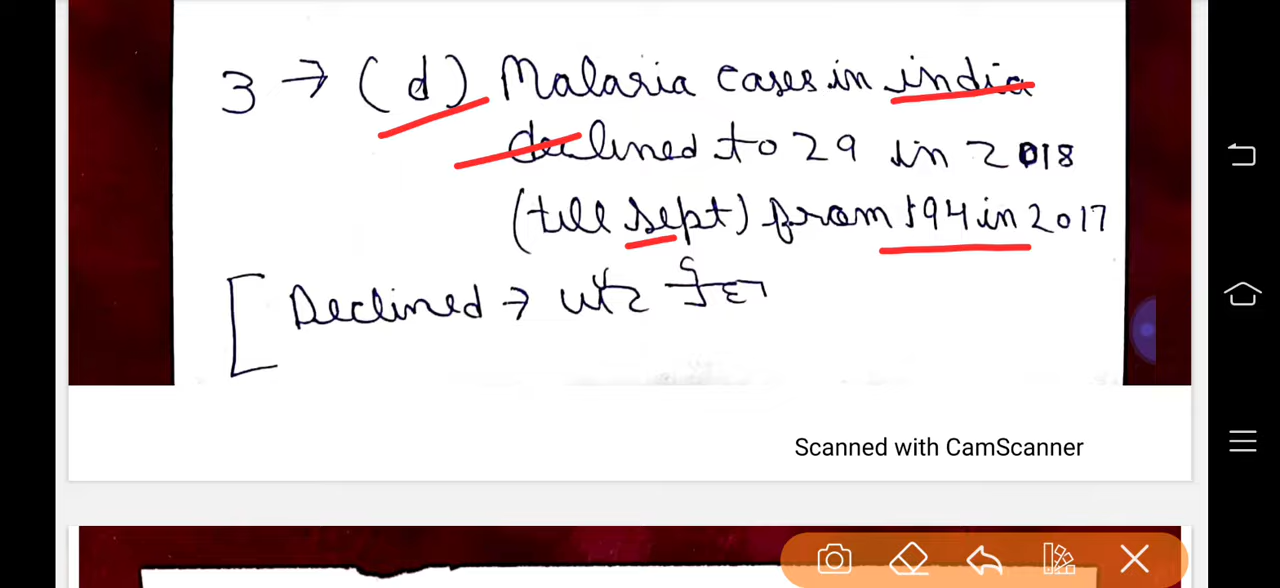 3 → (d) Malaria cases in india
declined to 29 in 2018
(till sept) from 194 in 2017
[ Declined →
Scanned with CamScanner